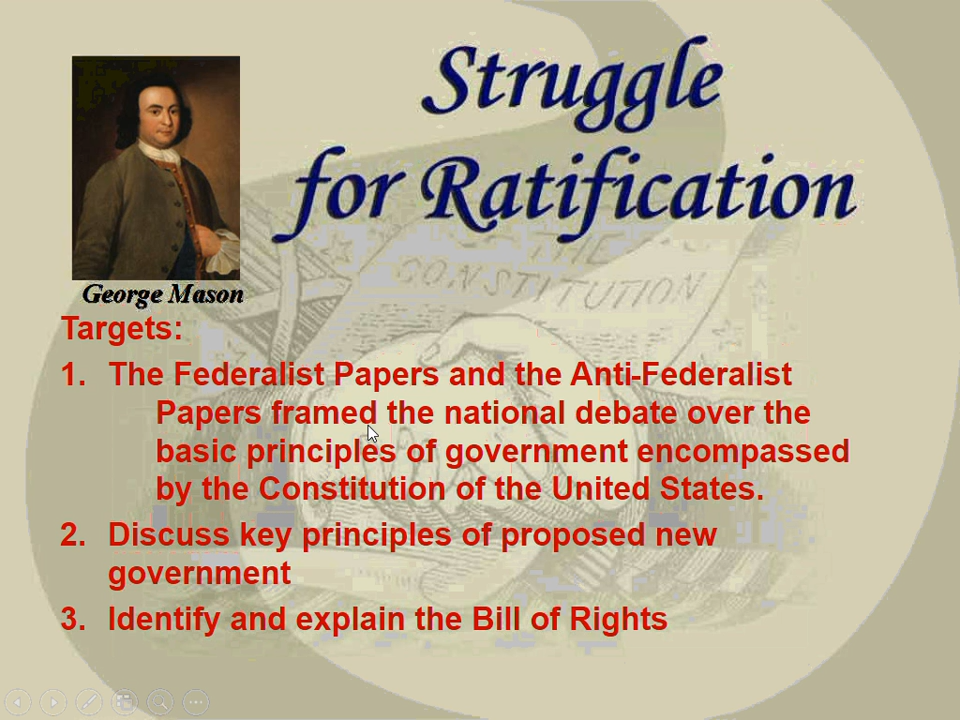 Struggle
for Ratification
George Mason
Targets:
1. The Federalist Papers and the Anti-Federalist
Papers framed the national debate over the
basic principles of government encompassed
by the Constitution of the United States.
2. Discuss key principles of proposed new
government
3. Identify and explain the Bill of Rights
THE
CONSTITUTION